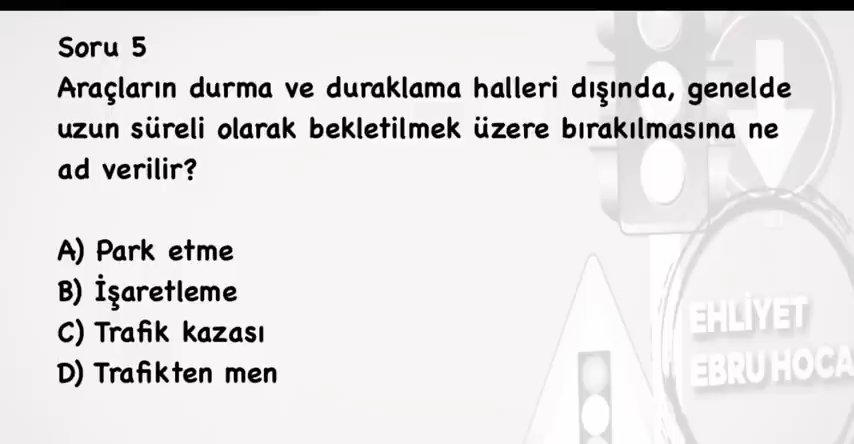 Soru 5
Araçların durma ve duraklama halleri dışında, genelde
uzun süreli olarak bekletilmek üzere bırakılmasına ne
ad verilir?
A) Park etme
B) İşaretleme
C) Trafik kazası
D) Trafikten men
EHLİYET
EBRU HOCA